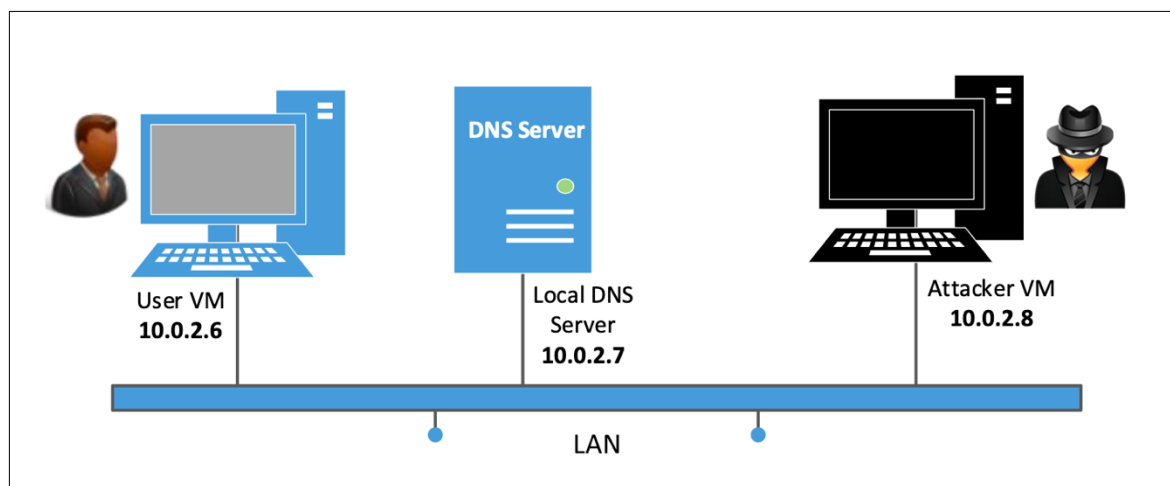 DNS Server
User VM
10.0.2.6
Local DNS
Server
10.0.2.7
Attacker VM
10.0.2.8
LAN